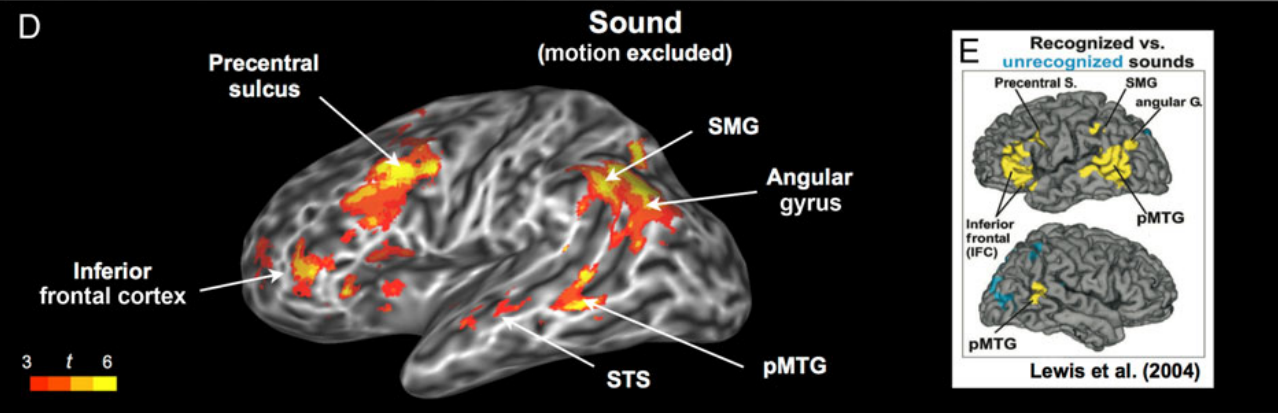 D
Sound
(motion excluded)
Precentral
sulcus
SMG
Angular
gyrus
Inferior
frontal cortex
pMTG
STS
3 t 6
E
Recognized vs.
unrecognized sounds
Precentral S.
SMG
angular G.
pMTG
Inferior
frontal
(IFC)
pMTG
Lewis et al. (2004)